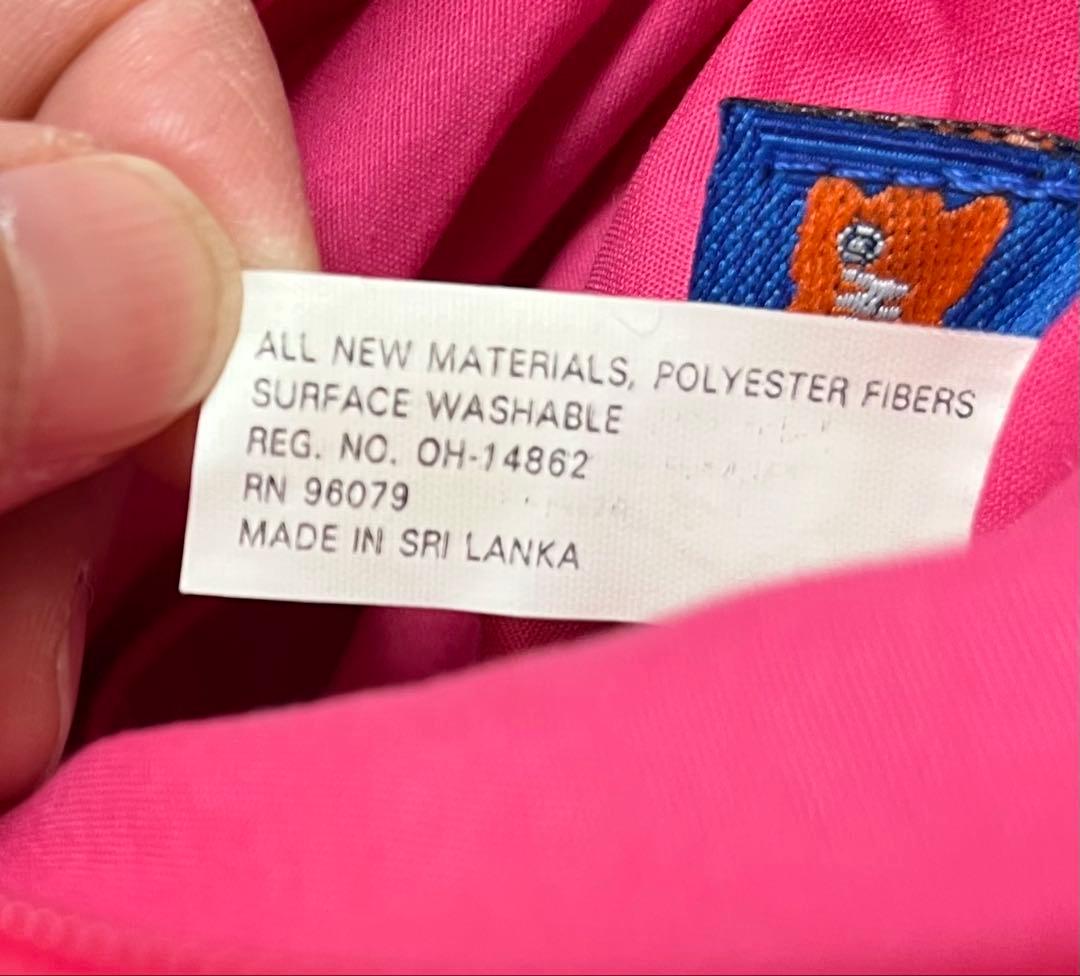 ALL NEW MATERIALS, POLYESTER FIBERS
SURFACE WASHABLE
REG. NO. OH-14862
RN 96079
MADE IN SRI LANKA